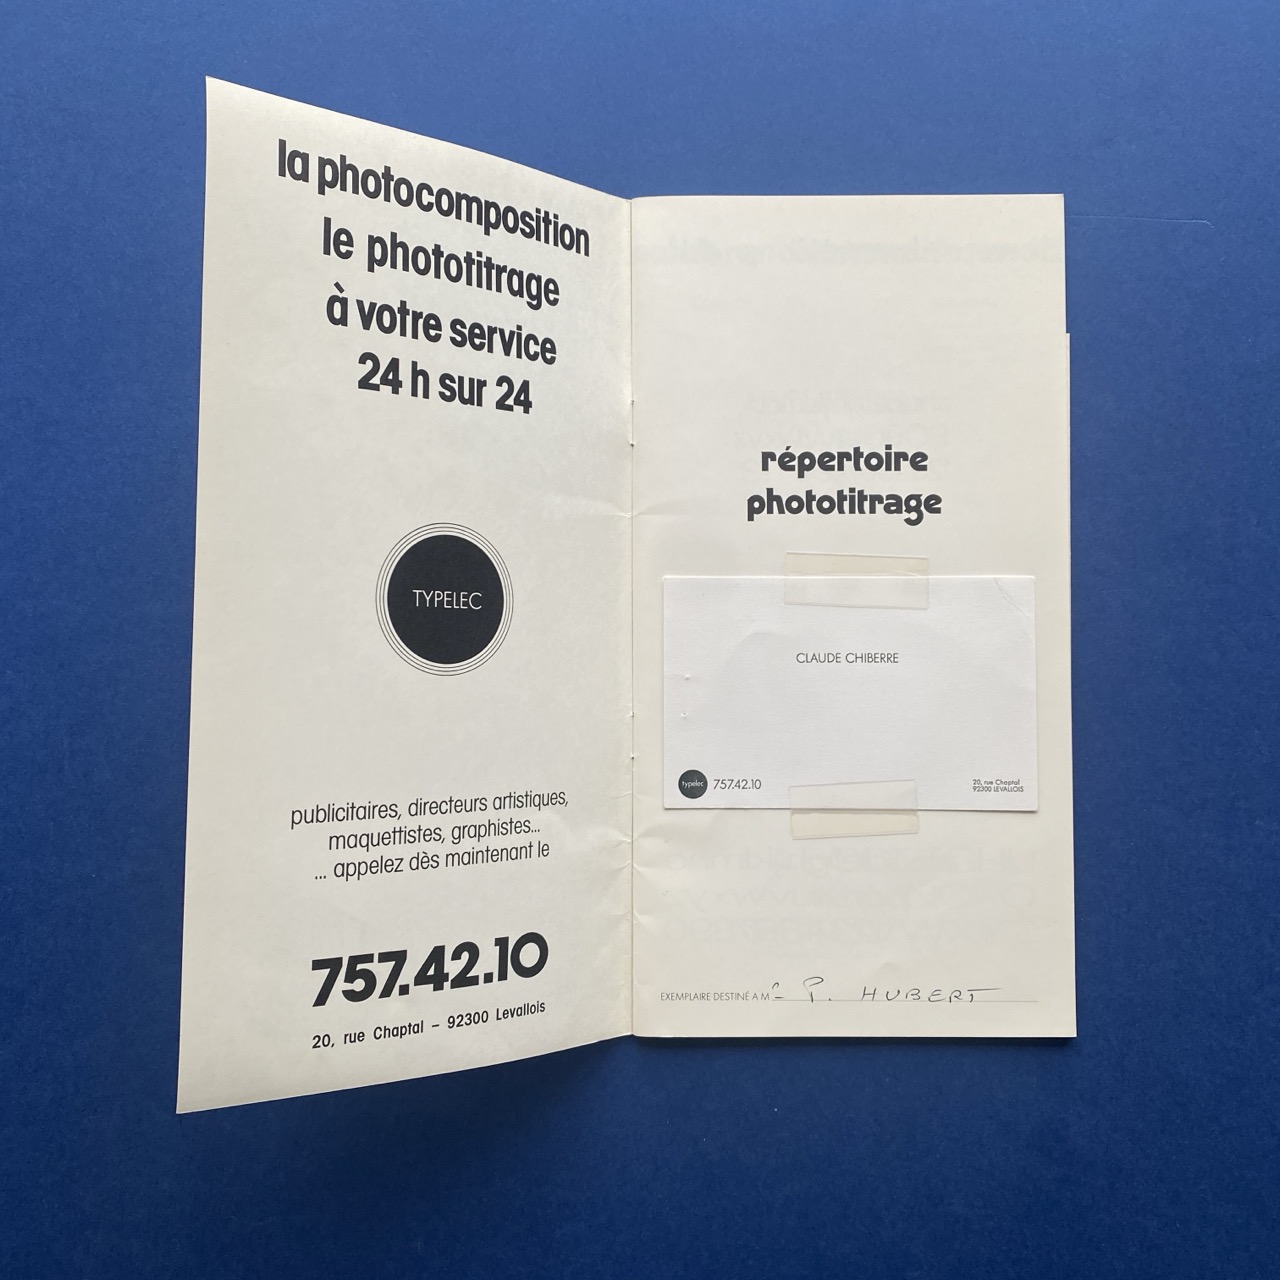 la photocomposition
le phototitrage
à votre service
24 h sur 24
TYPELEC
publicitaires, directeurs artistiques,
maquettistes, graphistes...
... appelez dès maintenant le
757.42.10
20, rue Chaptal – 92300 Levallois
répertoire
phototitrage
CLAUDE CHIBERRE
typelec 757.42.10
20, rue Chaptal
92300 LEVALLOIS
EXEMPLAIRE DESTINÉ A M P. HUBERT